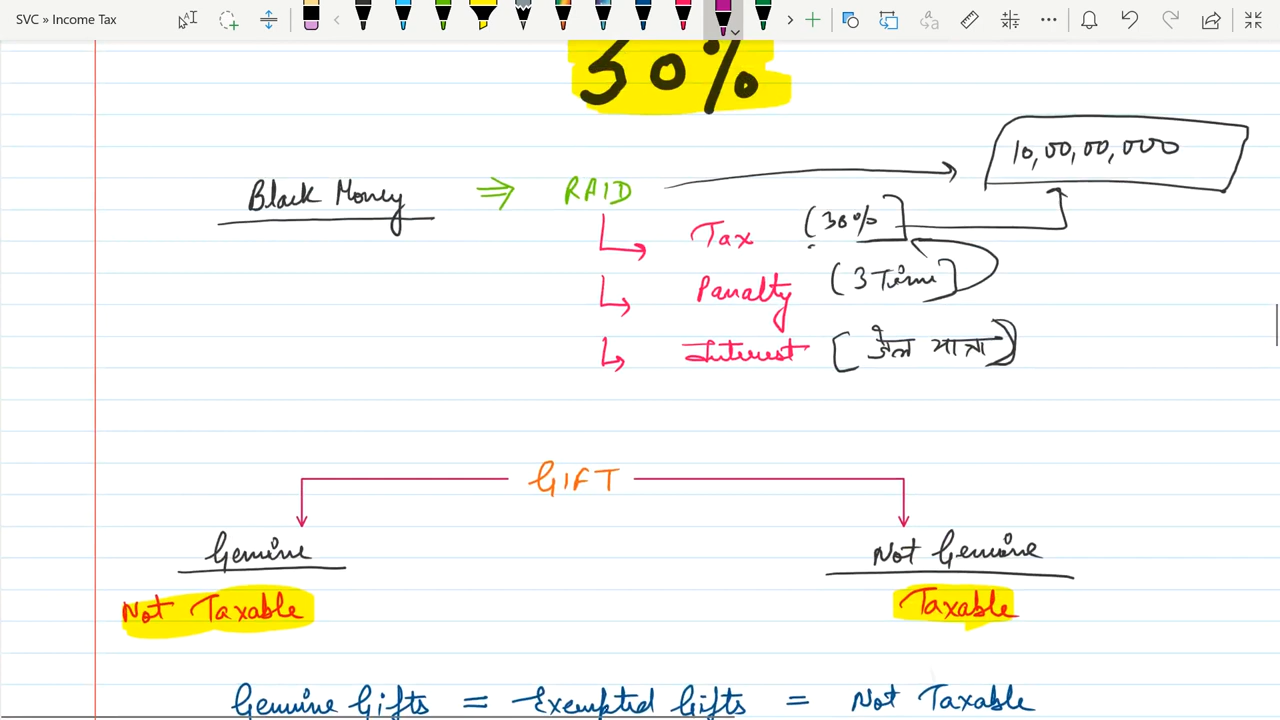 SVC » Income Tax
30%
Black Money ⇒ RAID → 10,00,00,000
Tax (30%)
Panalty (3 Time)
Interest [जेल यात्रा]
GIFT
Genuine Not Genuine
Not Taxable Taxable
Genuine Gifts = Exempted Gifts = Not Taxable